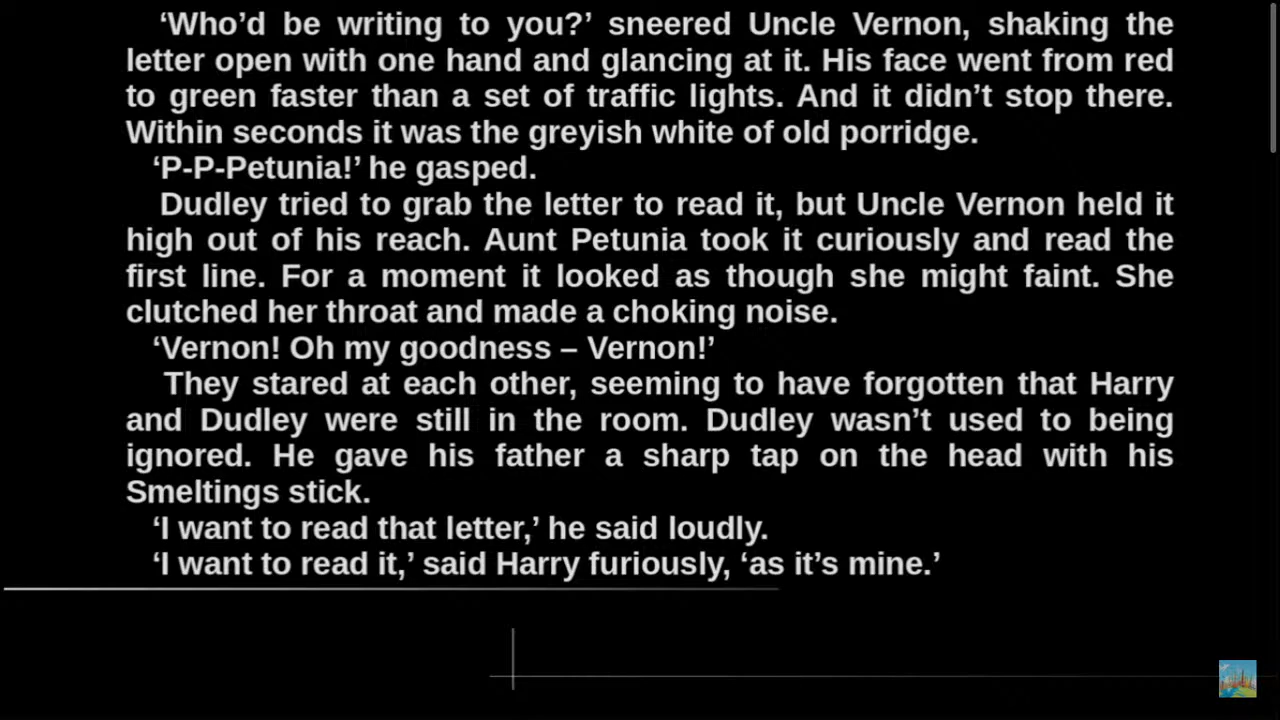 ‘Who’d be writing to you?’ sneered Uncle Vernon, shaking the
letter open with one hand and glancing at it. His face went from red
to green faster than a set of traffic lights. And it didn’t stop there.
Within seconds it was the greyish white of old porridge.
‘P-P-Petunia!’ he gasped.
Dudley tried to grab the letter to read it, but Uncle Vernon held it
high out of his reach. Aunt Petunia took it curiously and read the
first line. For a moment it looked as though she might faint. She
clutched her throat and made a choking noise.
‘Vernon! Oh my goodness – Vernon!’
They stared at each other, seeming to have forgotten that Harry
and Dudley were still in the room. Dudley wasn’t used to being
ignored. He gave his father a sharp tap on the head with his
Smeltings stick.
‘I want to read that letter,’ he said loudly.
‘I want to read it,’ said Harry furiously, ‘as it’s mine.’